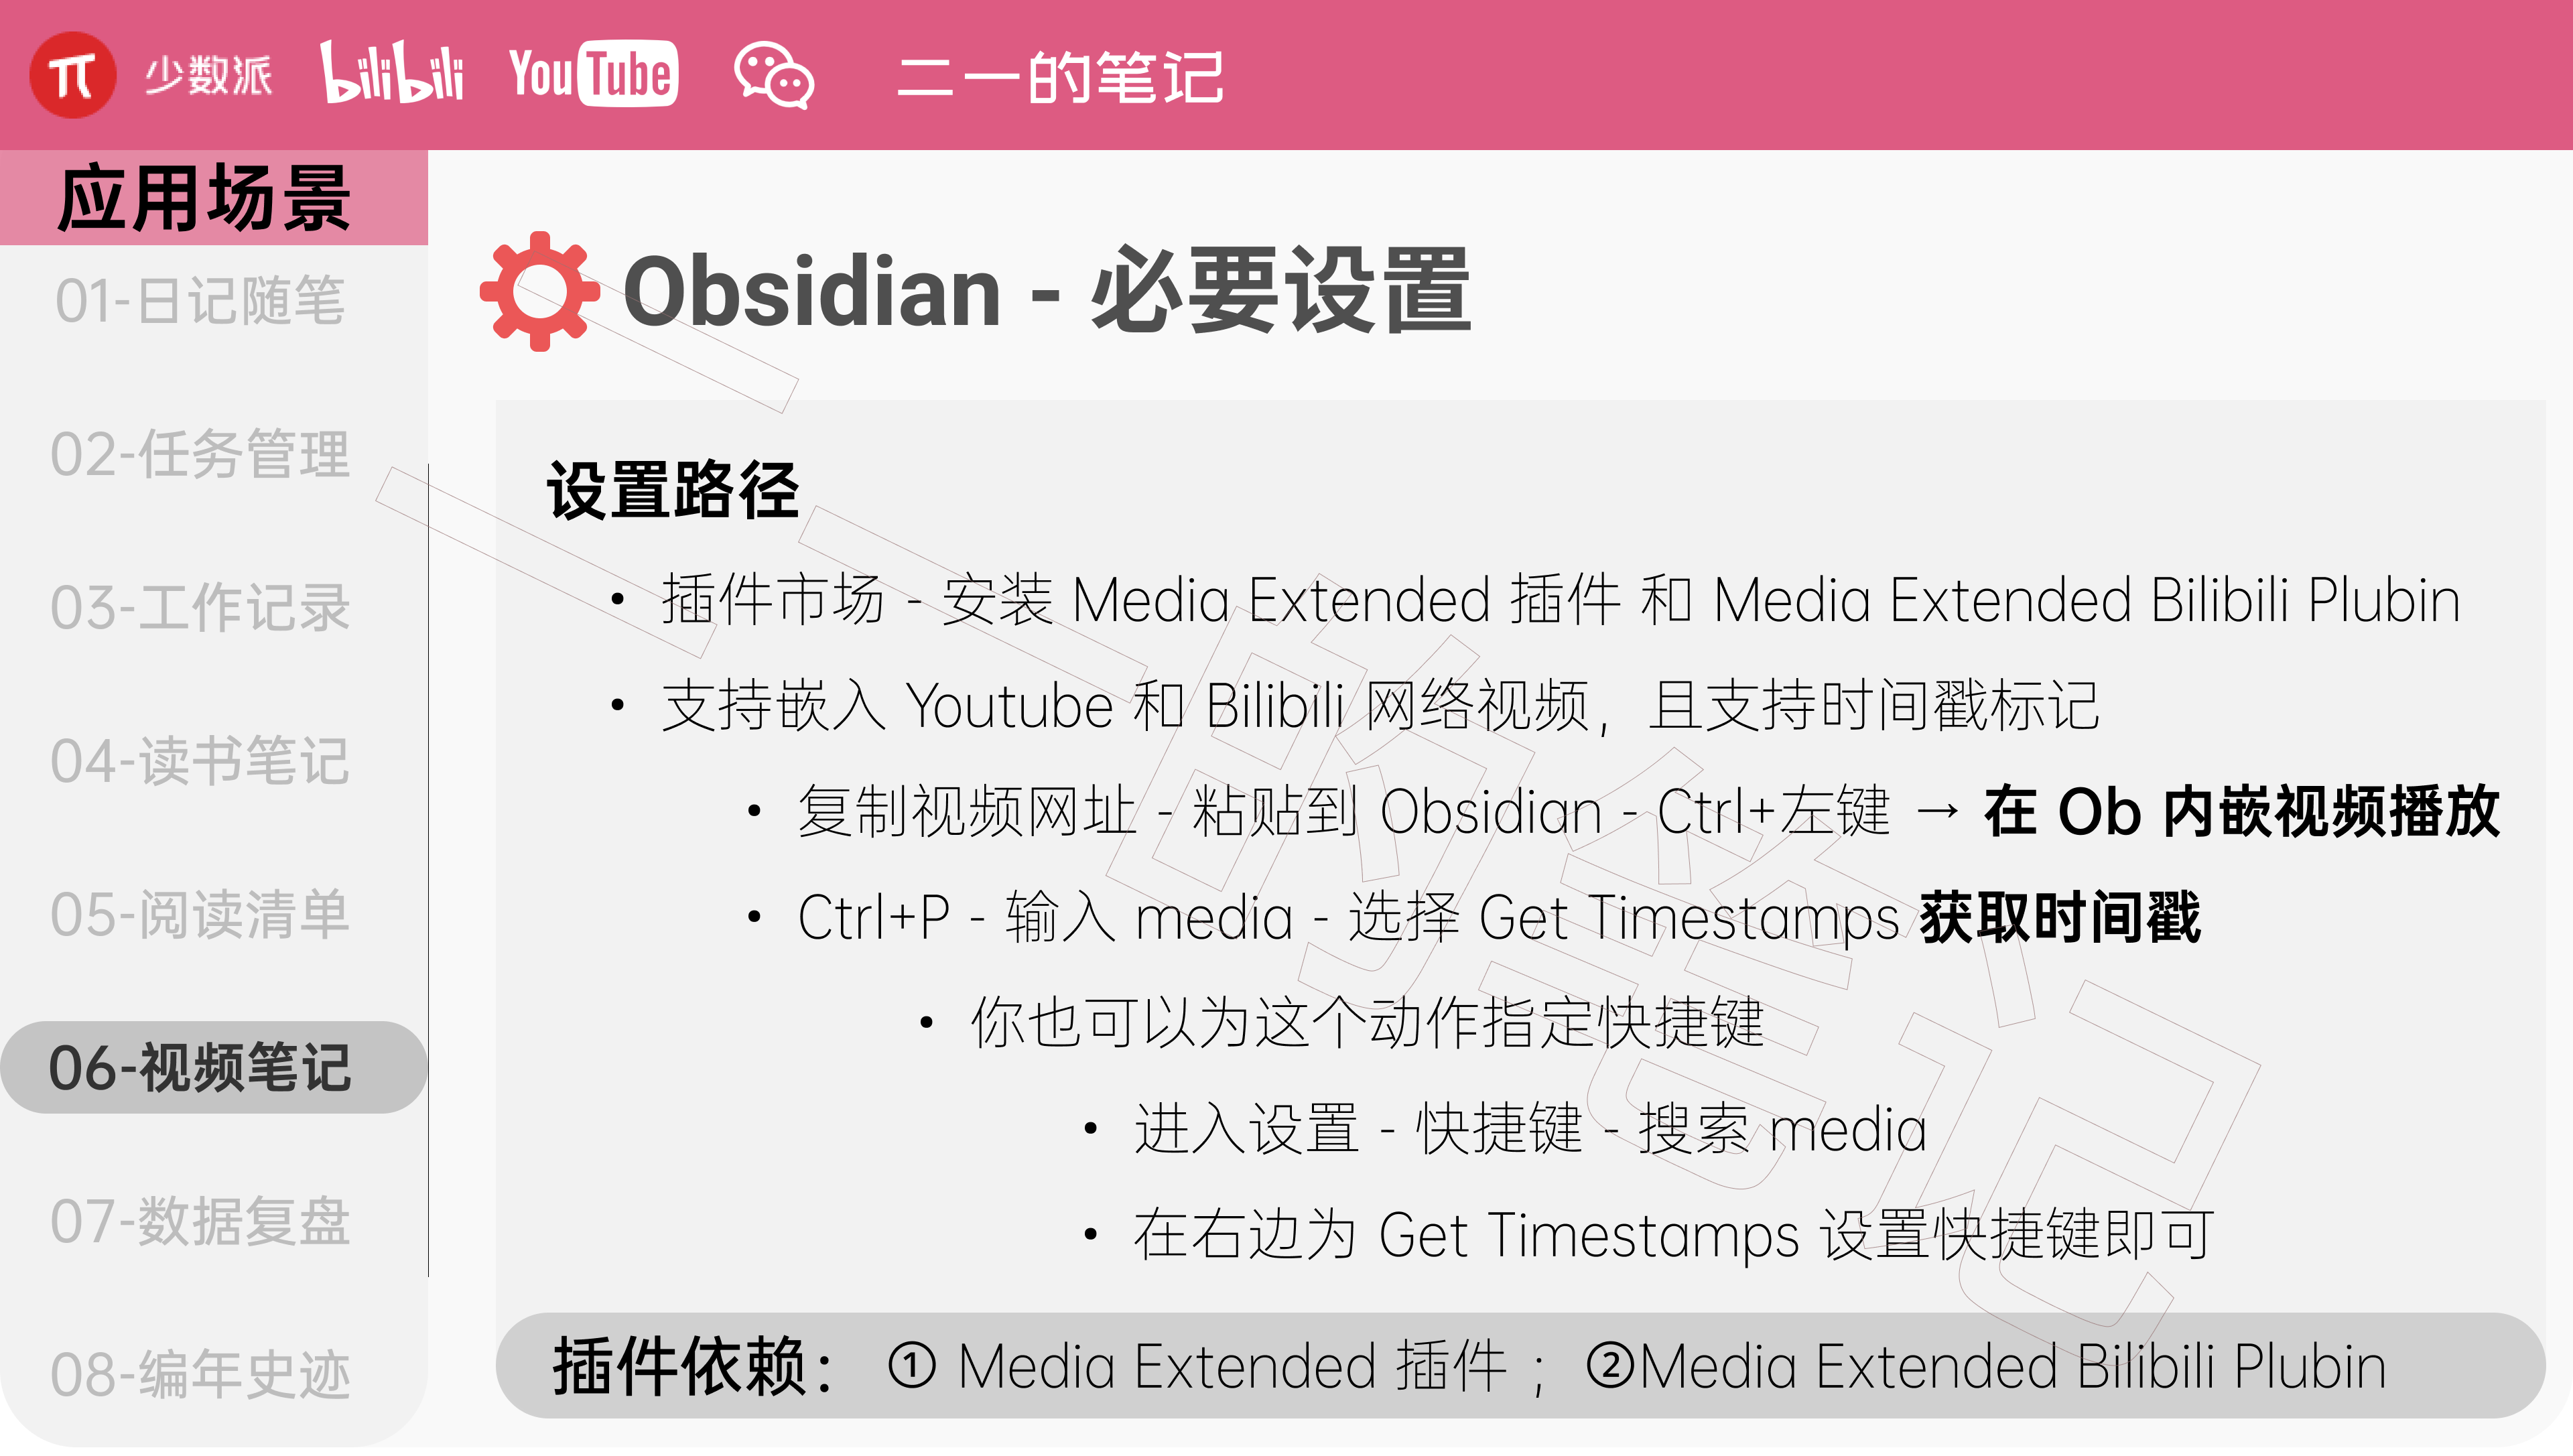 少数派 bilibili YouTube 二一的笔记
应用场景
01-日记随笔
02-任务管理
03-工作记录
04-读书笔记
05-阅读清单
06-视频笔记
07-数据复盘
08-编年史迹
Obsidian - 必要设置
设置路径
• 插件市场 - 安装 Media Extended 插件 和 Media Extended Bilibili Plubin
• 支持嵌入 Youtube 和 Bilibili 网络视频，且支持时间戳标记
• 复制视频网址 - 粘贴到 Obsidian - Ctrl+左键 → 在 Ob 内嵌视频播放
• Ctrl+P - 输入 media - 选择 Get Timestamps 获取时间戳
• 你也可以为这个动作指定快捷键
• 进入设置 - 快捷键 - 搜索 media
• 在右边为 Get Timestamps 设置快捷键即可
插件依赖： ① Media Extended 插件 ； ②Media Extended Bilibili Plubin
二一的笔记